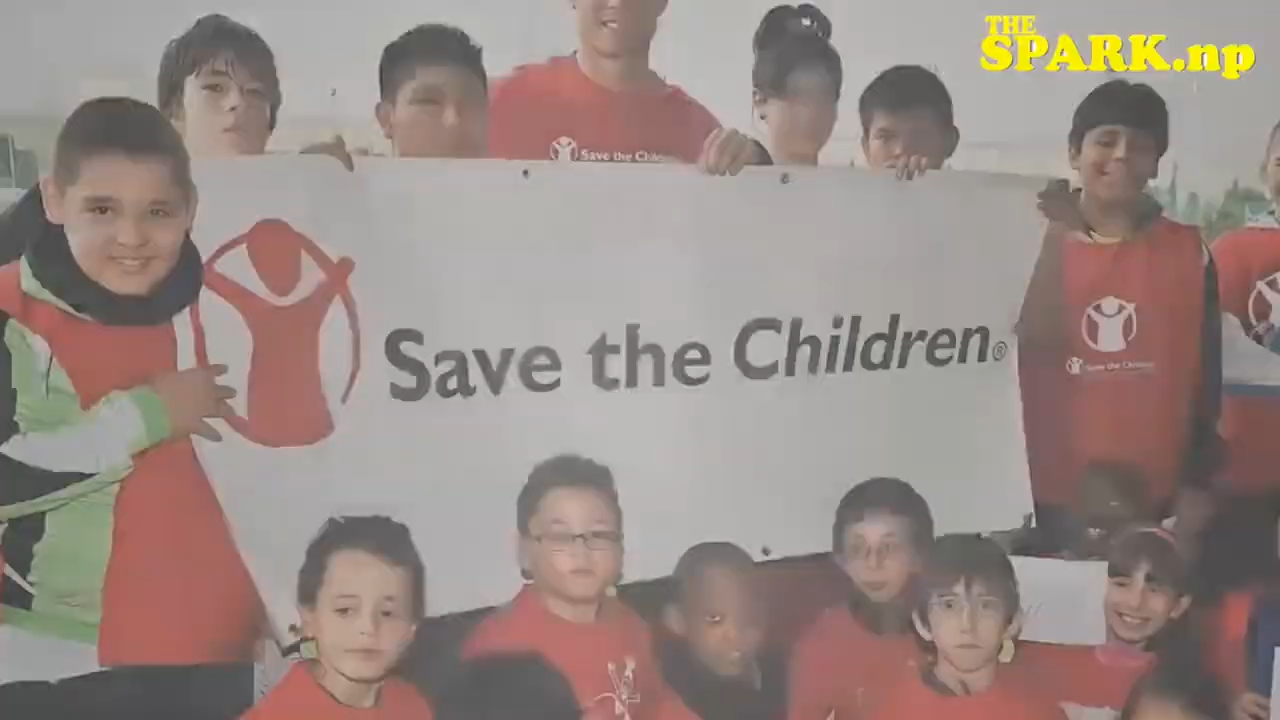 THE
SPARK.np
Save the Children
Save the Children®
Save the Children